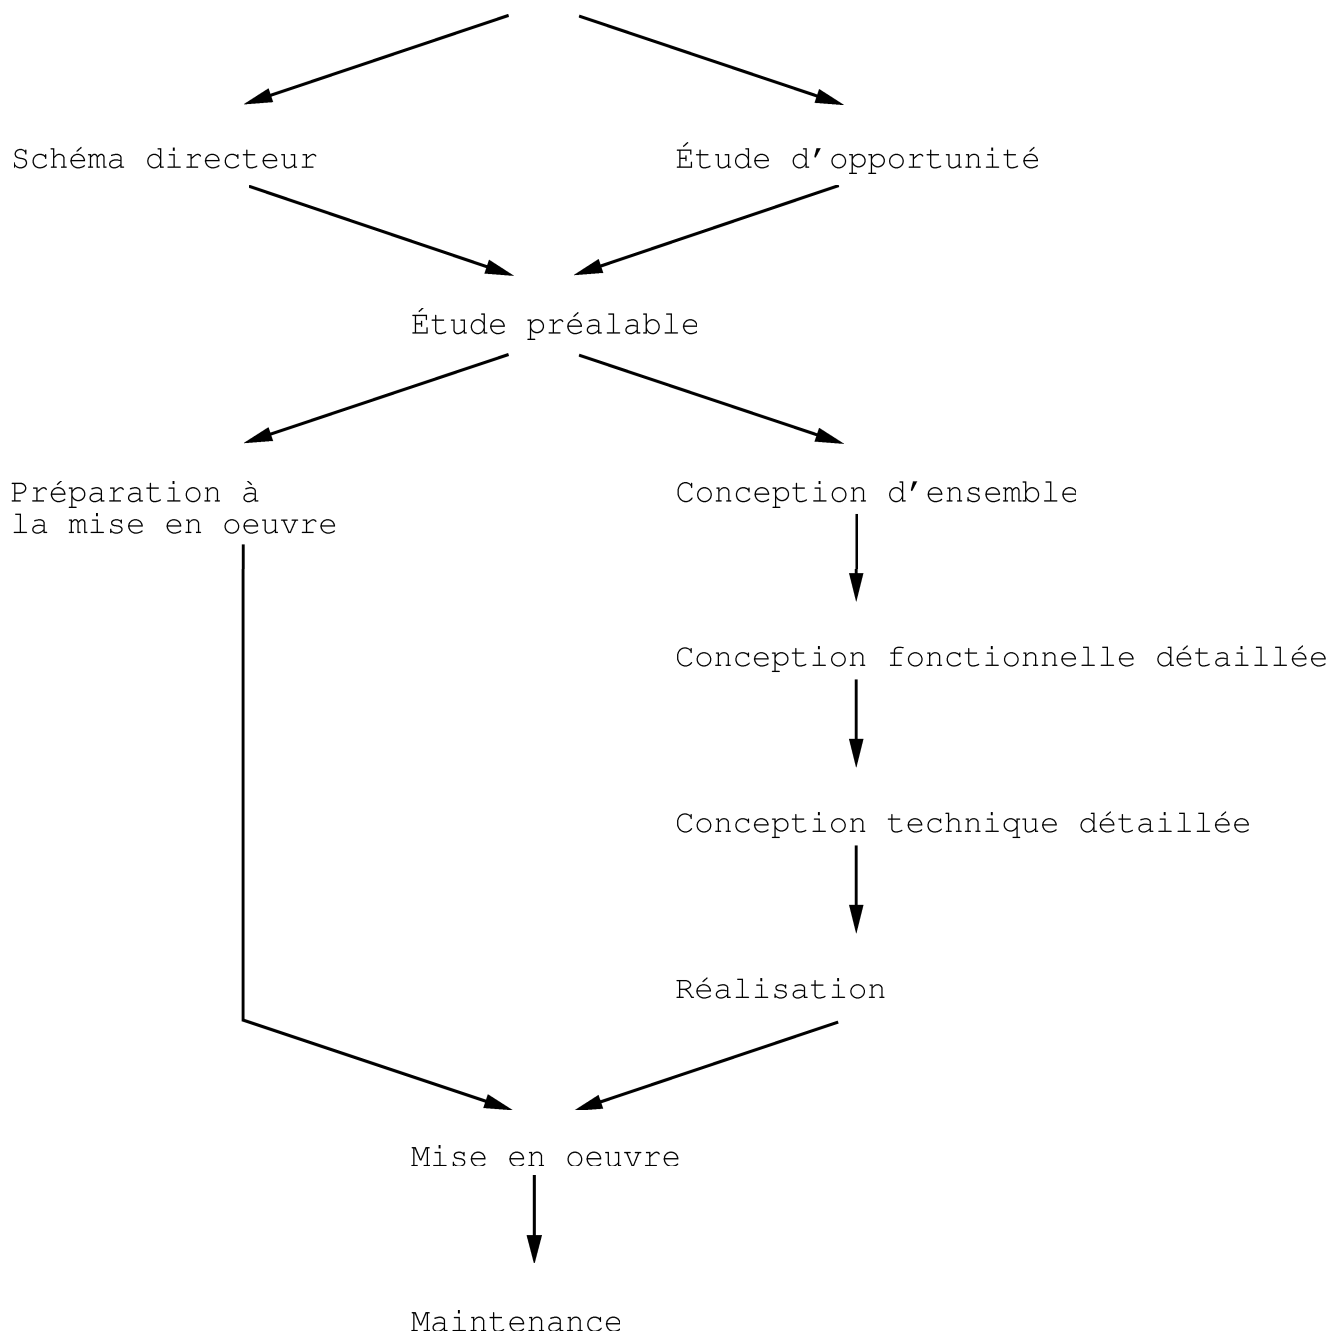 Schéma directeur
Étude d’opportunité
Étude préalable
Préparation à
la mise en oeuvre
Conception d’ensemble
Conception fonctionnelle détaillée
Conception technique détaillée
Réalisation
Mise en oeuvre
Maintenance